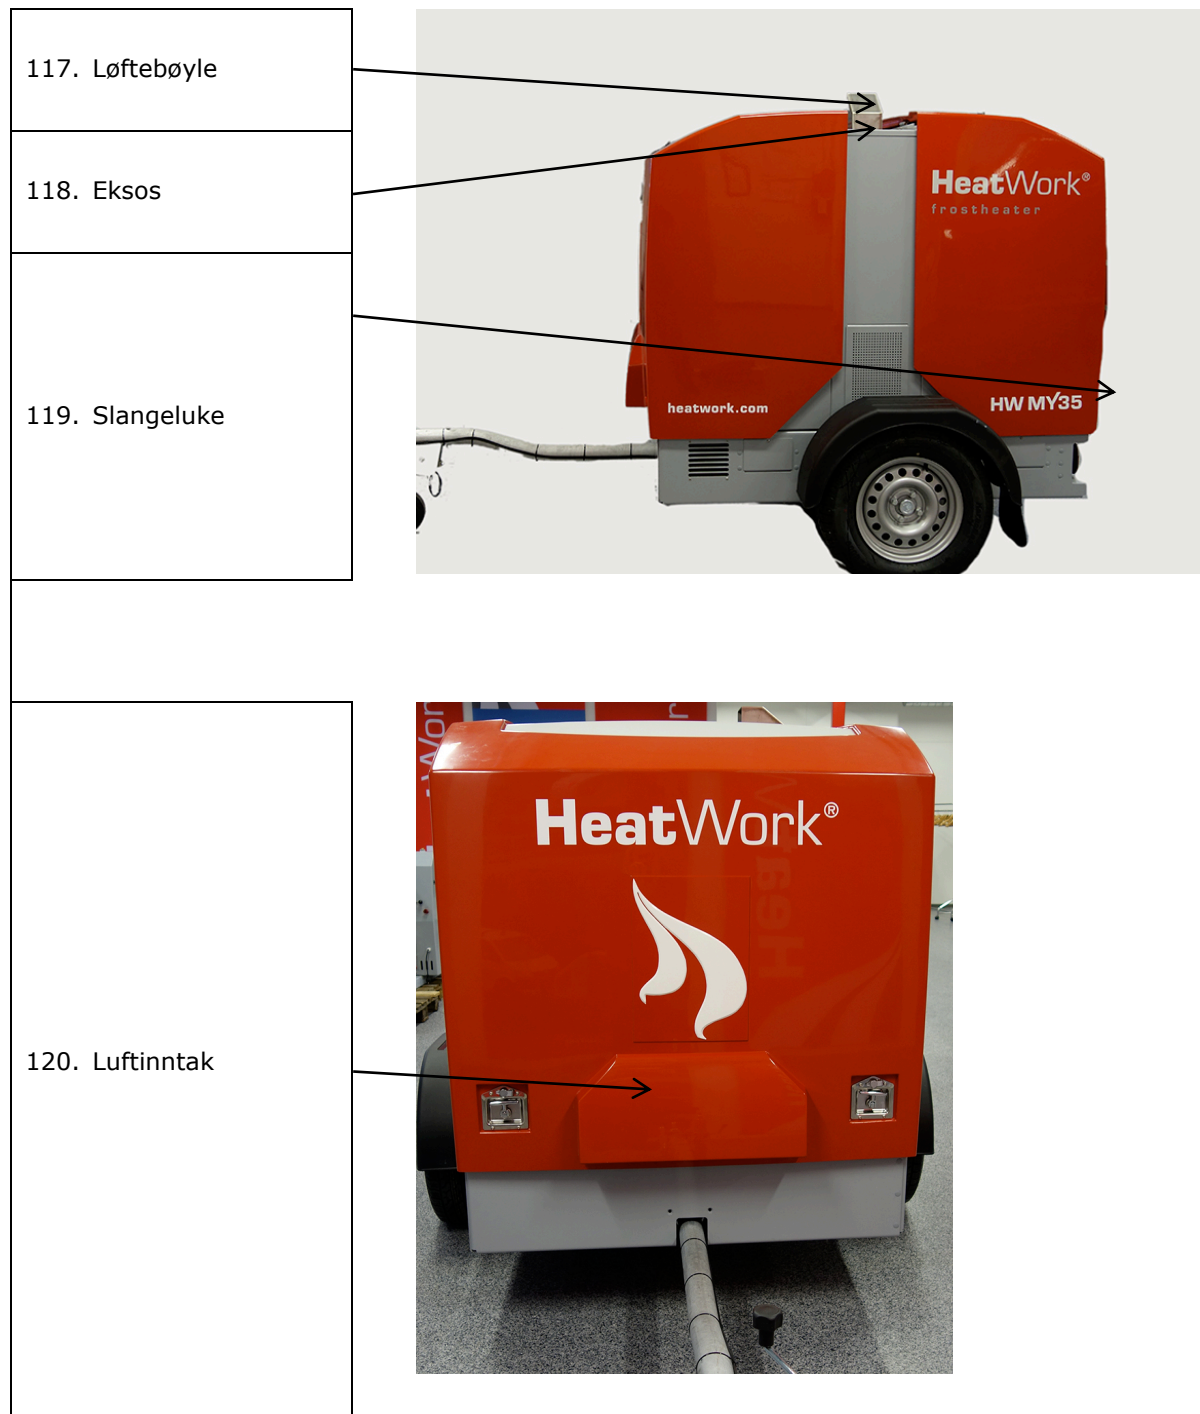 117. Løftebøyle
118. Eksos
119. Slangeluke
HeatWork®
frostheater
heatwork.com
HW MY35
120. Luftinntak
HeatWork®